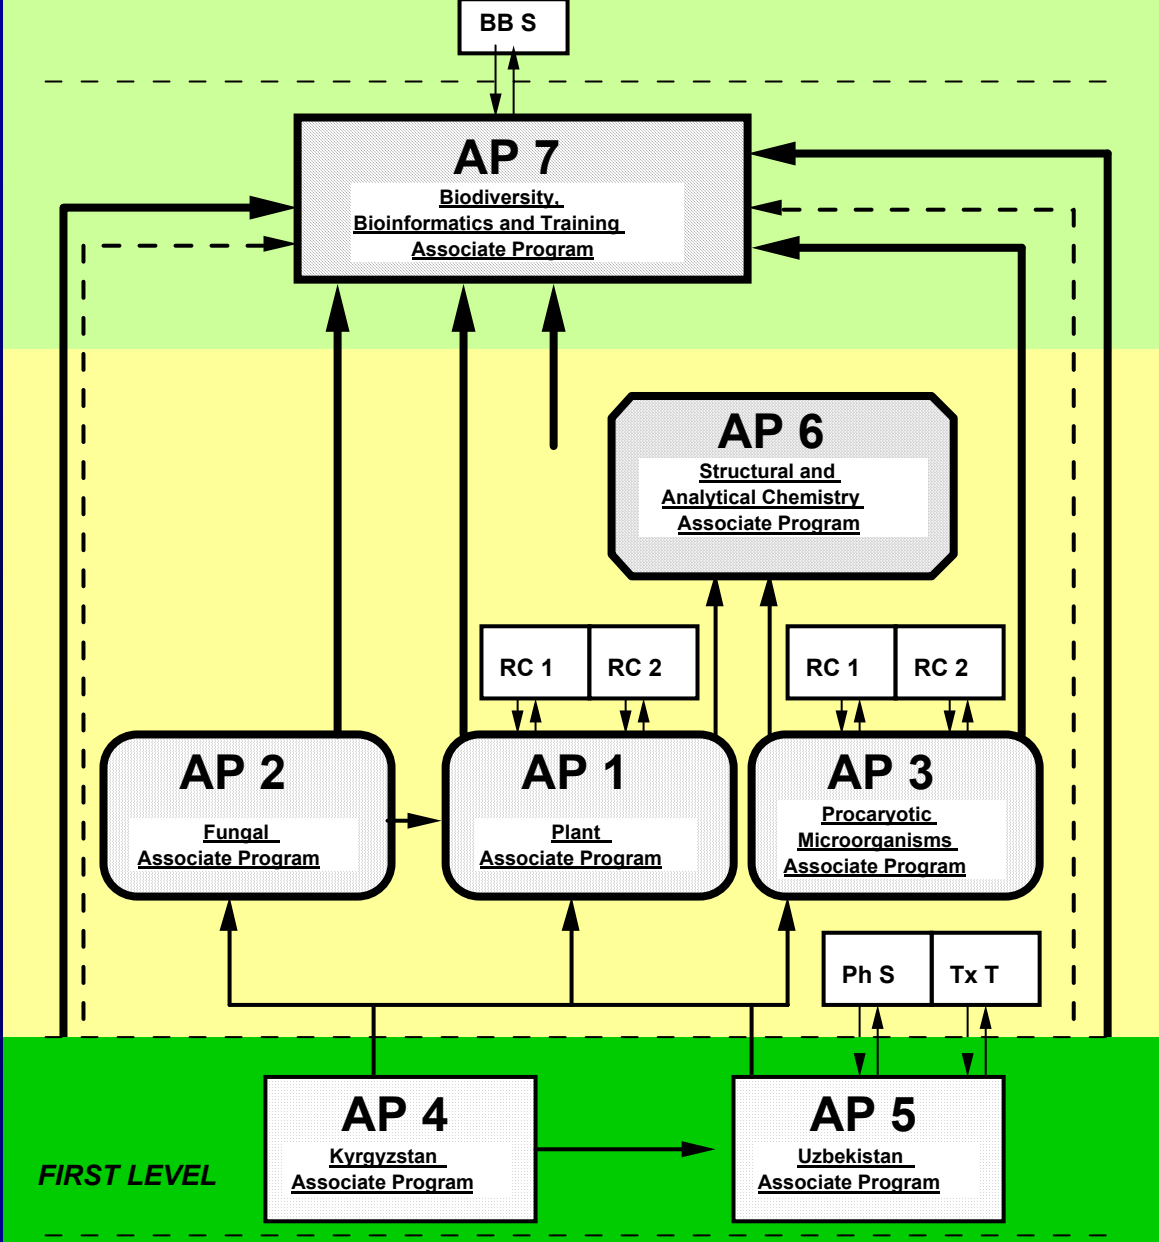 BB S
AP 7
Biodiversity,
Bioinformatics and Training
Associate Program
AP 6
Structural and
Analytical Chemistry
Associate Program
RC 1
RC 2
RC 1
RC 2
AP 2
Fungal
Associate Program
AP 1
Plant
Associate Program
AP 3
Procaryotic
Microorganisms
Associate Program
Ph S
Tx T
AP 4
Kyrgyzstan
Associate Program
AP 5
Uzbekistan
Associate Program
FIRST LEVEL